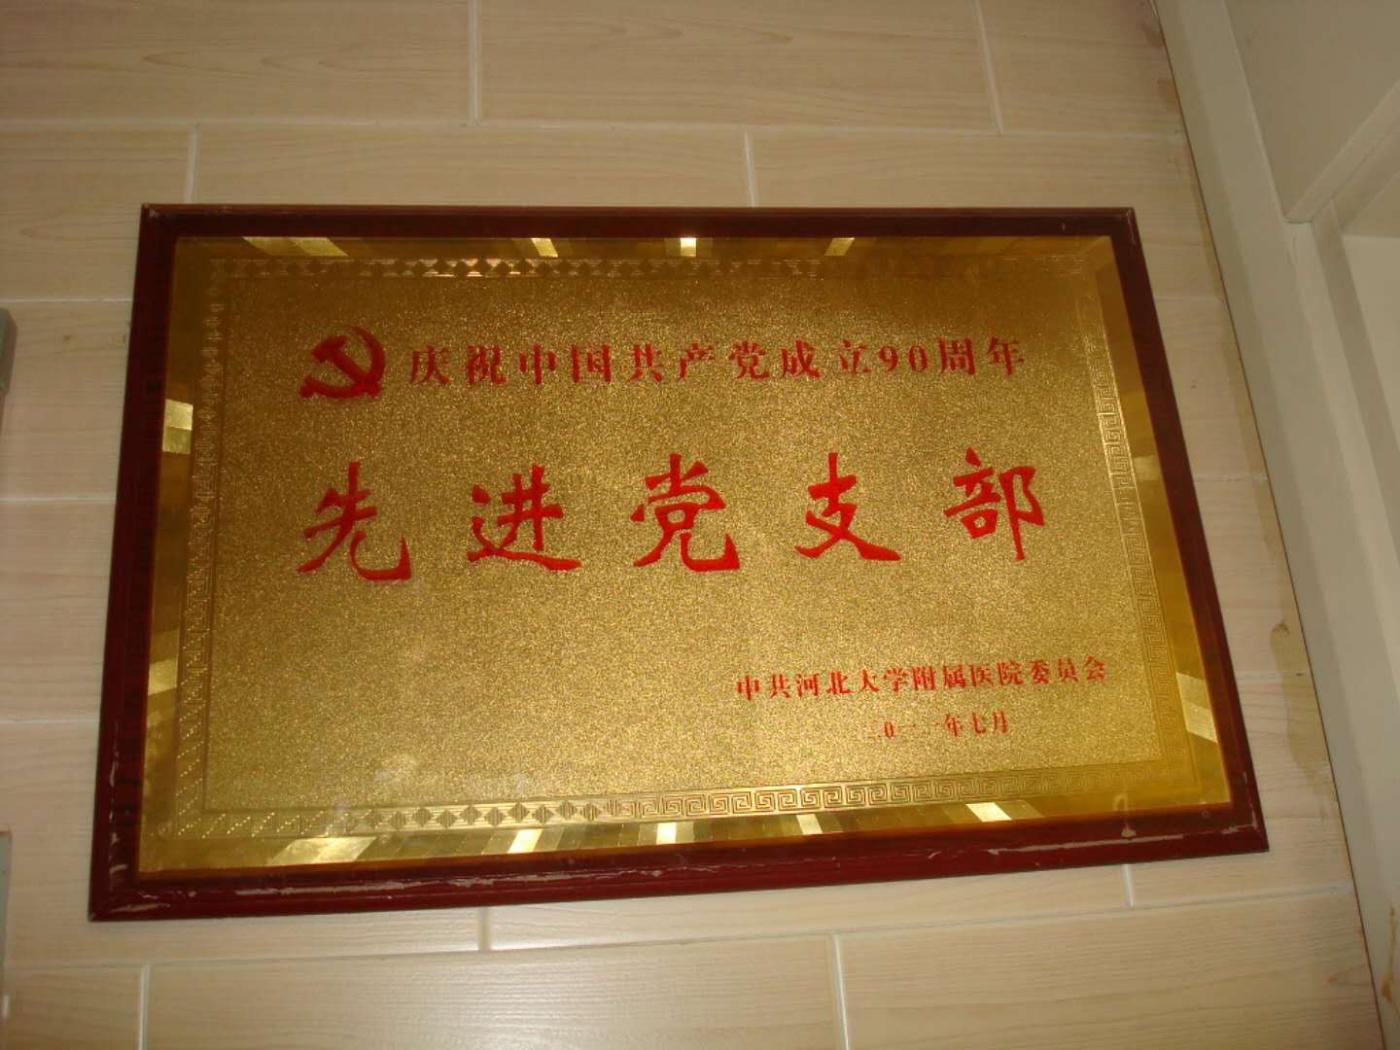 庆祝中国共产党成立90周年
先进党支部
中共河北大学附属医院委员会
二0一一年七月